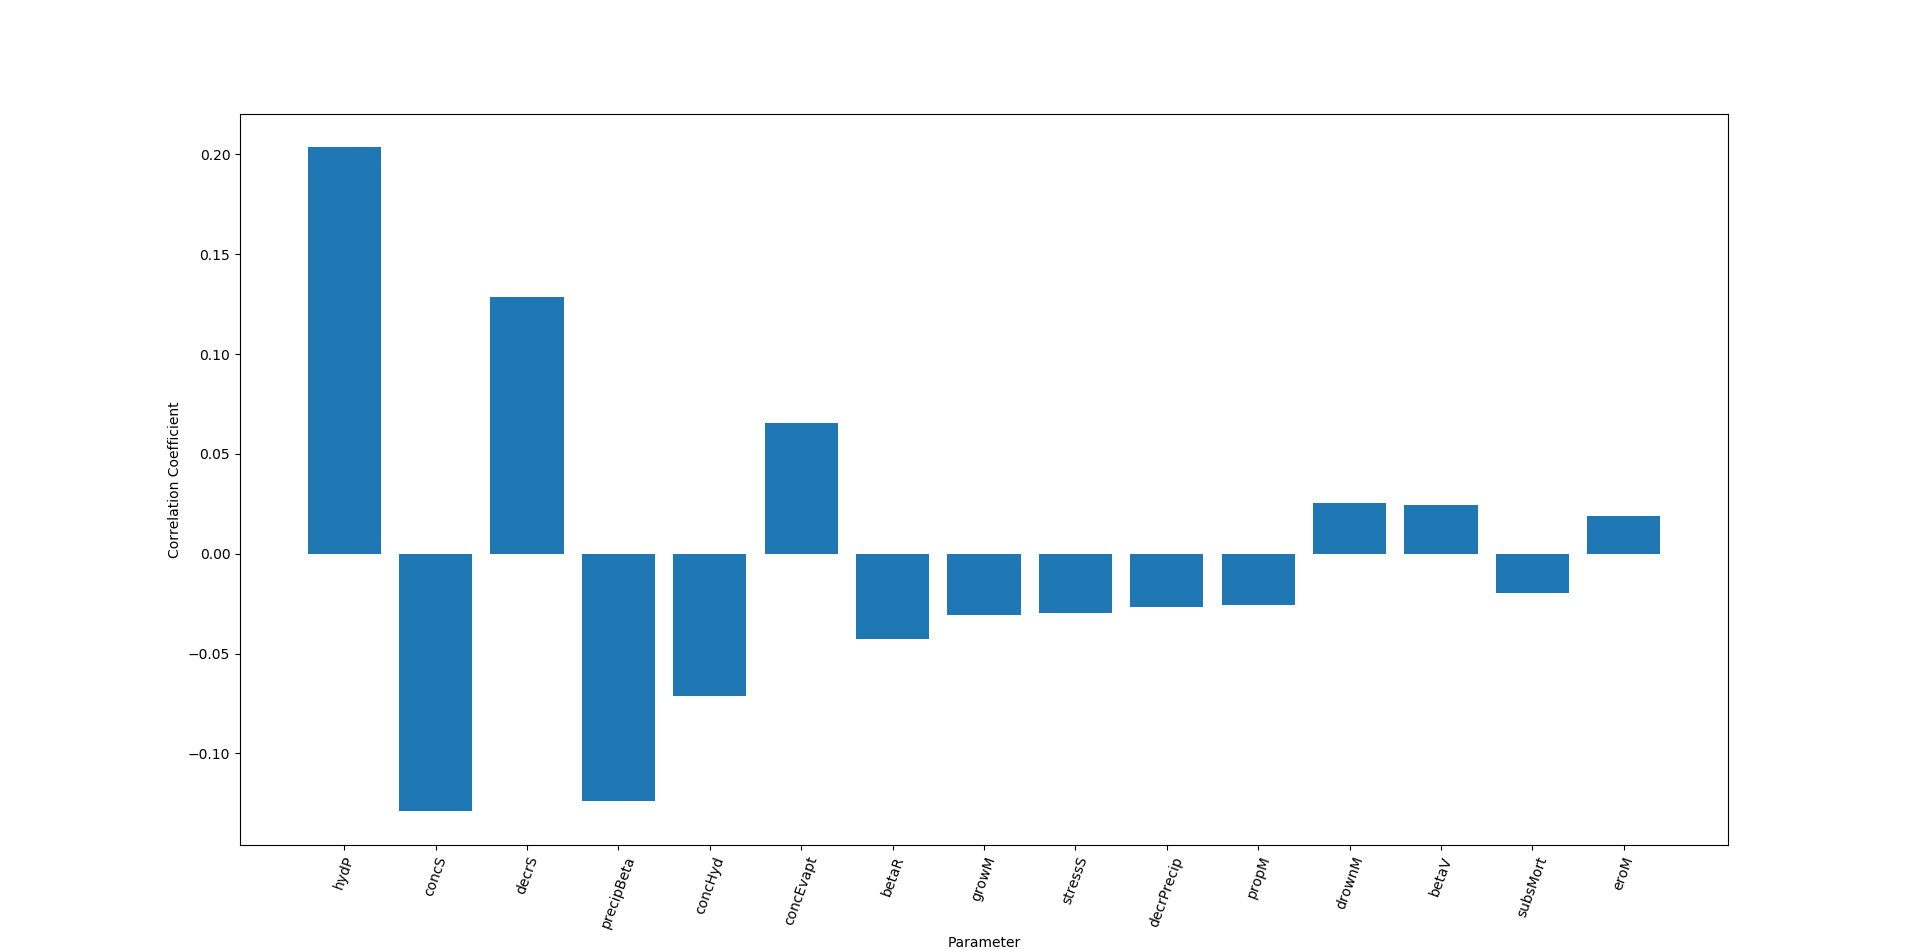 0.20
0.15
0.10
0.05
0.00
−0.05
−0.10
Correlation Coefficient
hydP
concS
decrS
precipBeta
concHyd
concEvapt
betaR
growM
stressS
decrPrecip
propM
drownM
betaV
subsMort
eroM
Parameter